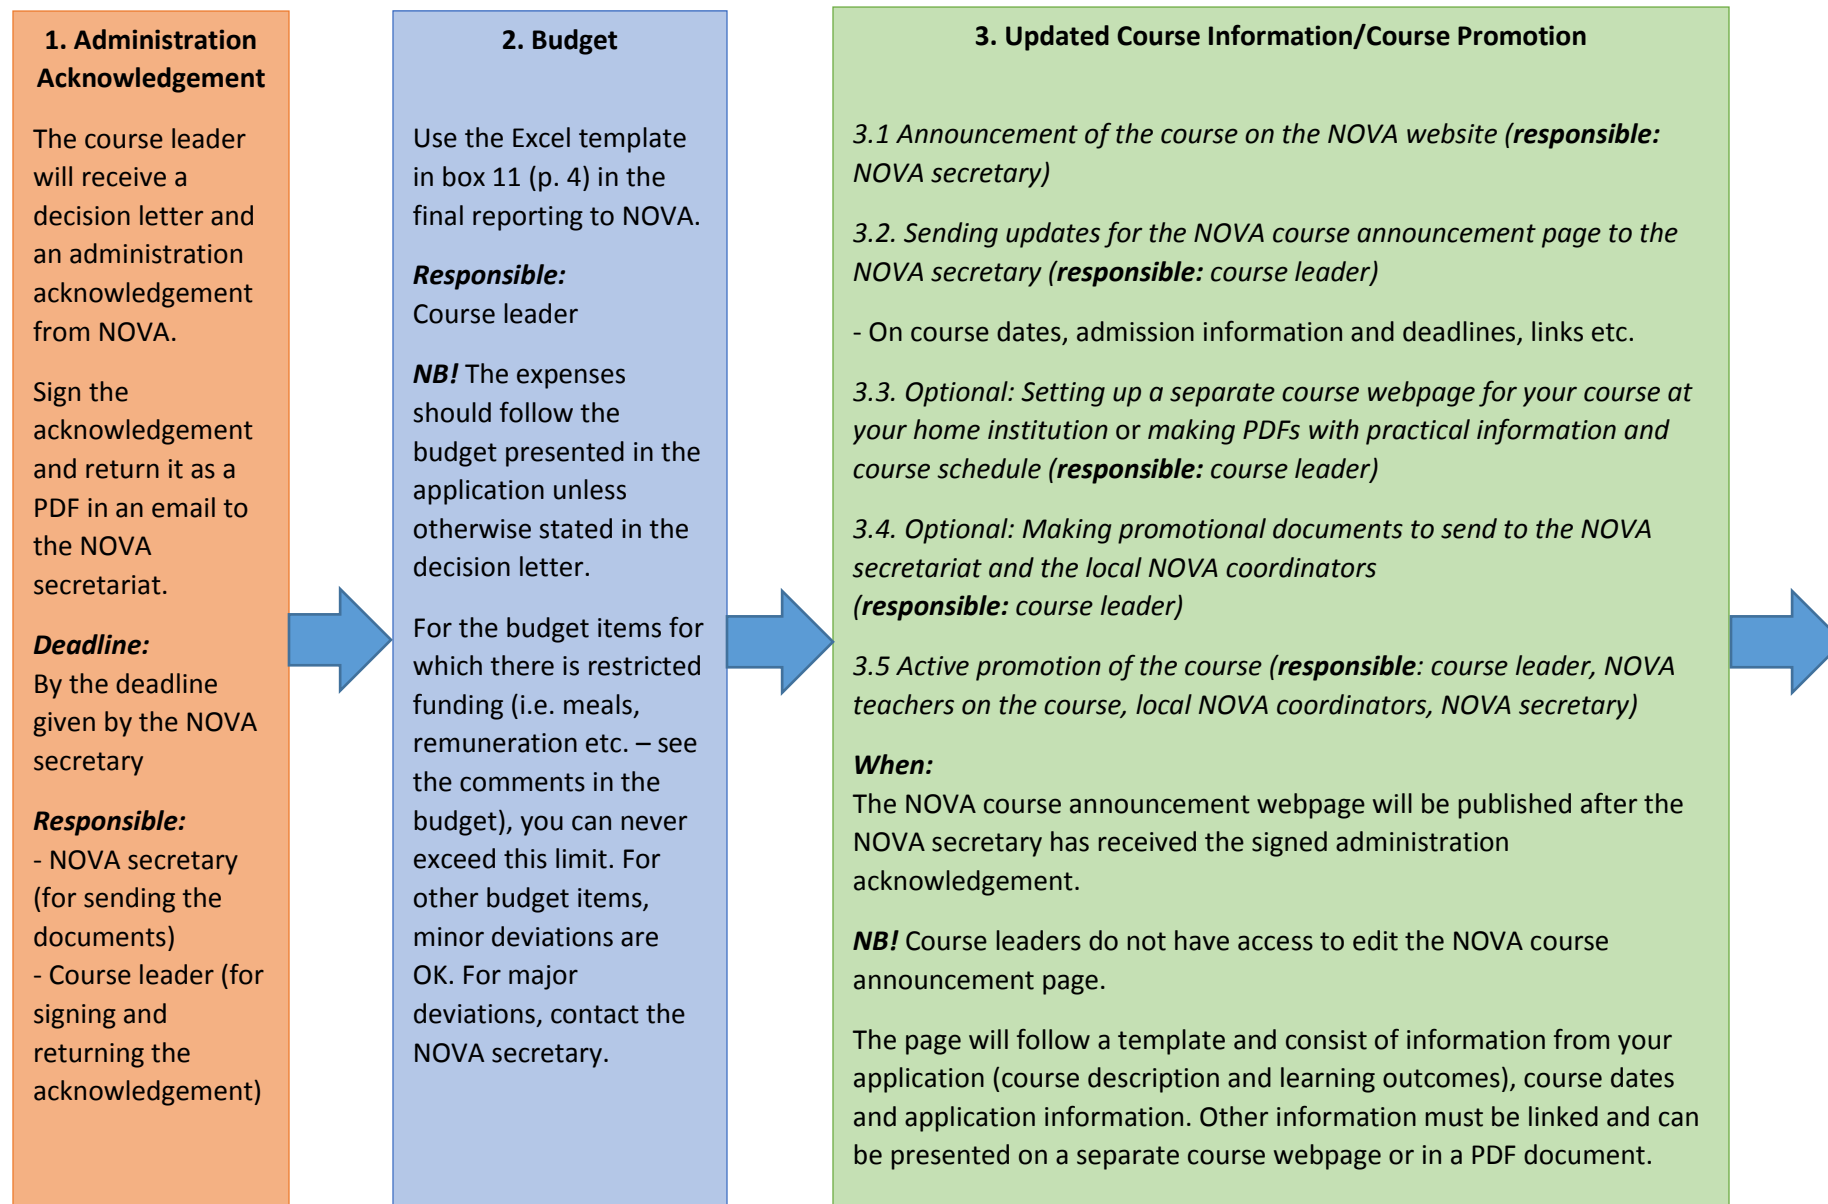 1. Administration
Acknowledgement
The course leader
will receive a
decision letter and
an administration
acknowledgement
from NOVA.
Sign the
acknowledgement
and return it as a
PDF in an email to
the NOVA
secretariat.
Deadline:
By the deadline
given by the NOVA
secretary
Responsible:
- NOVA secretary
(for sending the
documents)
- Course leader (for
signing and
returning the
acknowledgement)
2. Budget
Use the Excel template
in box 11 (p. 4) in the
final reporting to NOVA.
Responsible:
Course leader
NB! The expenses
should follow the
budget presented in the
application unless
otherwise stated in the
decision letter.
For the budget items for
which there is restricted
funding (i.e. meals,
remuneration etc. – see
the comments in the
budget), you can never
exceed this limit. For
other budget items,
minor deviations are
OK. For major
deviations, contact the
NOVA secretary.
3. Updated Course Information/Course Promotion
3.1 Announcement of the course on the NOVA website (responsible:
NOVA secretary)
3.2. Sending updates for the NOVA course announcement page to the
NOVA secretary (responsible: course leader)
- On course dates, admission information and deadlines, links etc.
3.3. Optional: Setting up a separate course webpage for your course at
your home institution or making PDFs with practical information and
course schedule (responsible: course leader)
3.4. Optional: Making promotional documents to send to the NOVA
secretariat and the local NOVA coordinators
(responsible: course leader)
3.5 Active promotion of the course (responsible: course leader, NOVA
teachers on the course, local NOVA coordinators, NOVA secretary)
When:
The NOVA course announcement webpage will be published after the
NOVA secretary has received the signed administration
acknowledgement.
NB! Course leaders do not have access to edit the NOVA course
announcement page.
The page will follow a template and consist of information from your
application (course description and learning outcomes), course dates
and application information. Other information must be linked and can
be presented on a separate course webpage or in a PDF document.